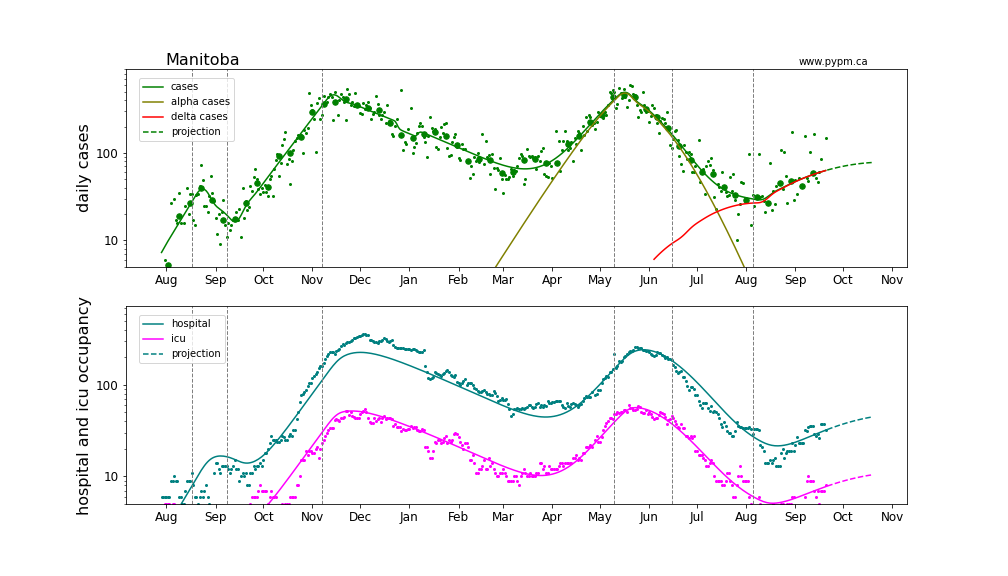 Manitoba
www.pypm.ca
daily cases
cases
alpha cases
delta cases
projection
100
10
Aug Sep Oct Nov Dec Jan Feb Mar Apr May Jun Jul Aug Sep Oct Nov
hospital and icu occupancy
hospital
icu
projection
100
10
Aug Sep Oct Nov Dec Jan Feb Mar Apr May Jun Jul Aug Sep Oct Nov